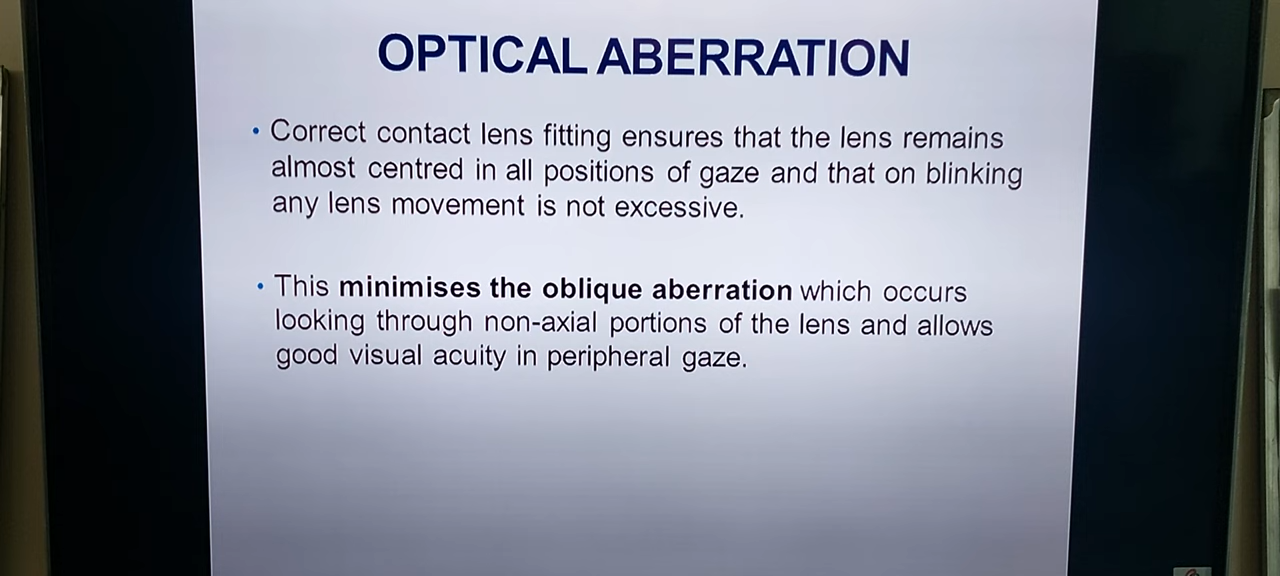 OPTICAL ABERRATION
• Correct contact lens fitting ensures that the lens remains
almost centred in all positions of gaze and that on blinking
any lens movement is not excessive.
• This minimises the oblique aberration which occurs
looking through non-axial portions of the lens and allows
good visual acuity in peripheral gaze.